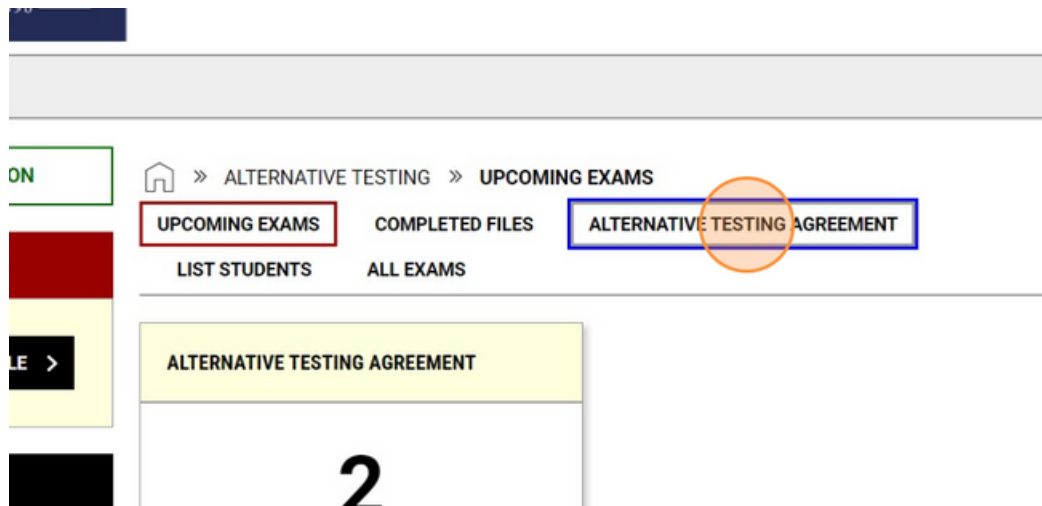 ON
» ALTERNATIVE TESTING » UPCOMING EXAMS
UPCOMING EXAMS COMPLETED FILES ALTERNATIVE TESTING AGREEMENT
LIST STUDENTS ALL EXAMS
LE >
ALTERNATIVE TESTING AGREEMENT
2